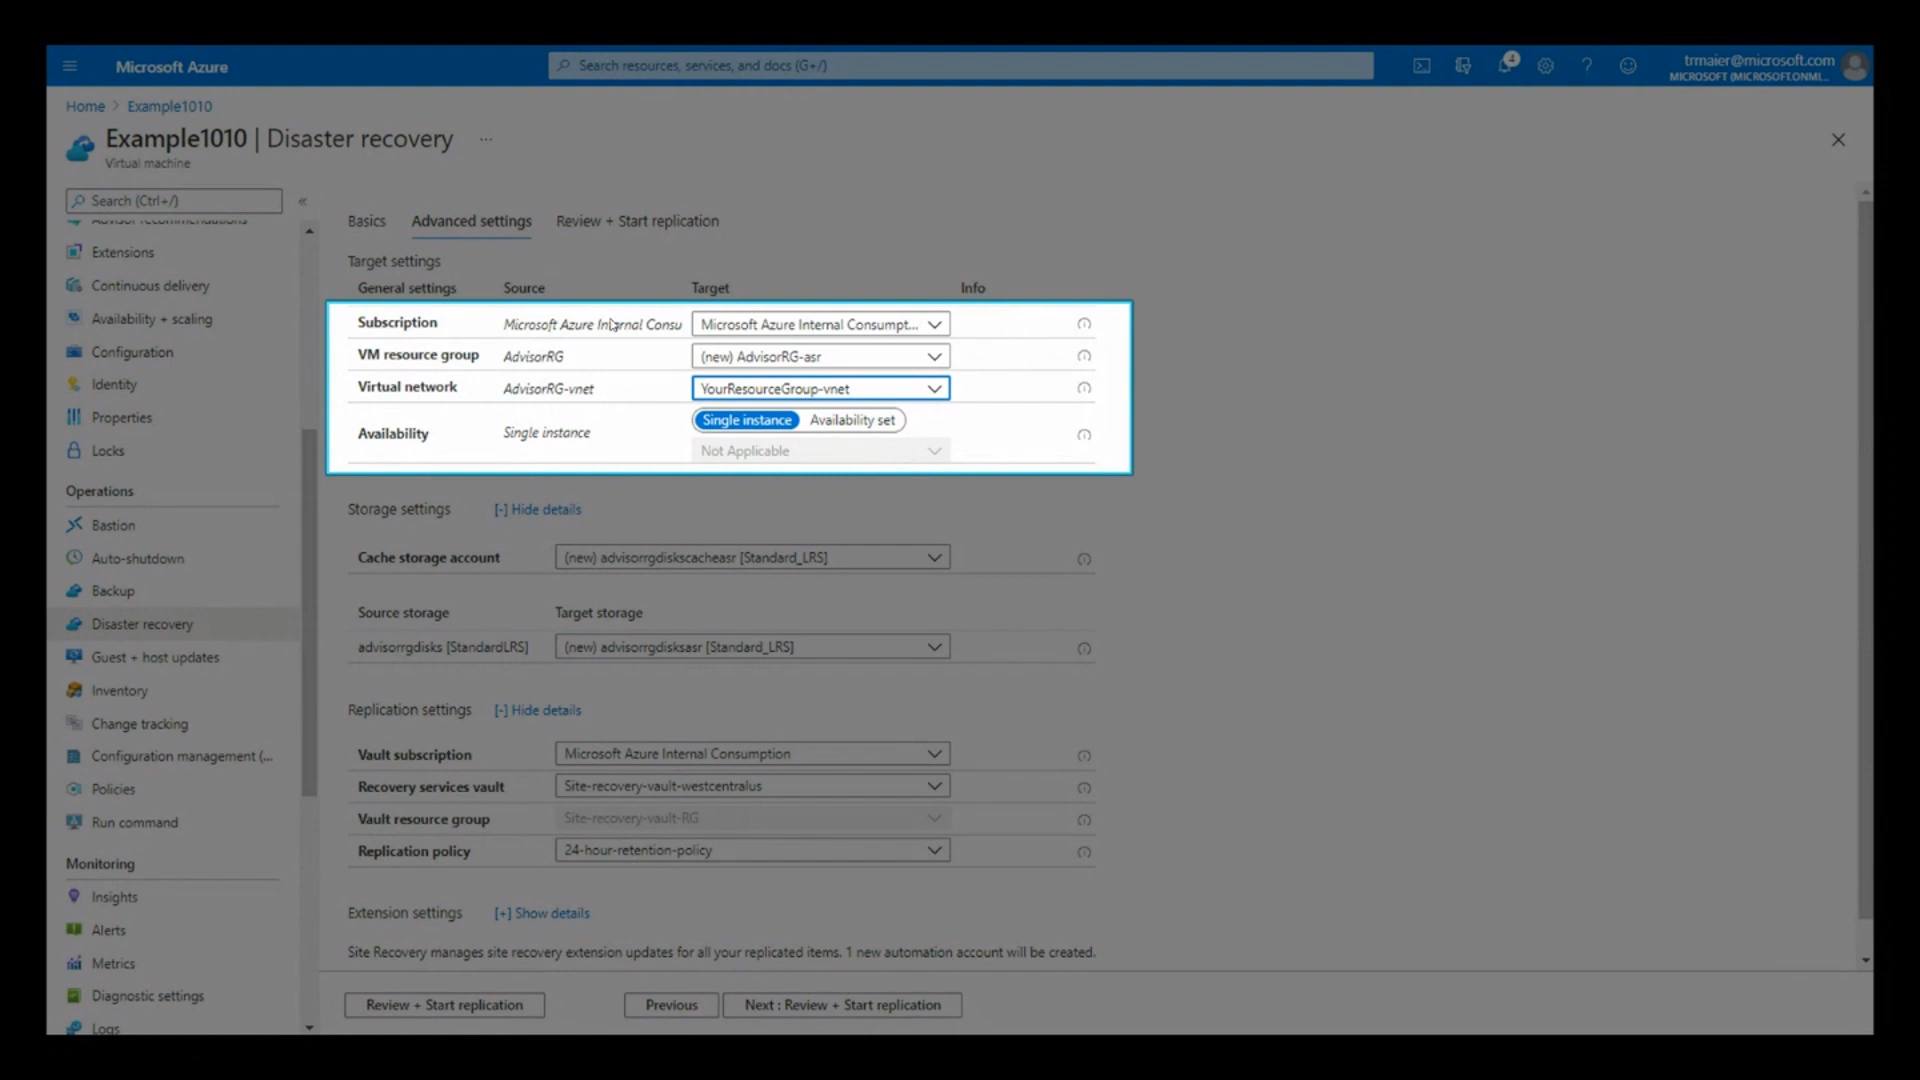 Microsoft Azure
Search resources, services, and docs (G+/)
4
trmaier@microsoft.com
MICROSOFT (MICROSOFT.ONMI...
Home > Example1010
Example1010 | Disaster recovery ...
Virtual machine
Search (Ctrl+/)
«
Advisor recommendations
Extensions
Continuous delivery
Availability + scaling
Configuration
Identity
Properties
Locks
Operations
Bastion
Auto-shutdown
Backup
Disaster recovery
Guest + host updates
Inventory
Change tracking
Configuration management (...
Policies
Run command
Monitoring
Insights
Alerts
Metrics
Diagnostic settings
Logs
Basics Advanced settings Review + Start replication
Target settings
General settings Source Target Info
Subscription Microsoft Azure Internal Consu Microsoft Azure Internal Consumpt...
VM resource group AdvisorRG (new) AdvisorRG-asr
Virtual network AdvisorRG-vnet YourResourceGroup-vnet
Availability Single instance Single instance Availability set
Not Applicable
Storage settings [-] Hide details
Cache storage account (new) advisorrgdiskscacheasr [Standard_LRS]
Source storage Target storage
advisorrgdisks [StandardLRS] (new) advisorrgdisksasr [Standard_LRS]
Replication settings [-] Hide details
Vault subscription Microsoft Azure Internal Consumption
Recovery services vault Site-recovery-vault-westcentralus
Vault resource group Site-recovery-vault-RG
Replication policy 24-hour-retention-policy
Extension settings [+] Show details
Site Recovery manages site recovery extension updates for all your replicated items. 1 new automation account will be created.
Review + Start replication Previous Next : Review + Start replication